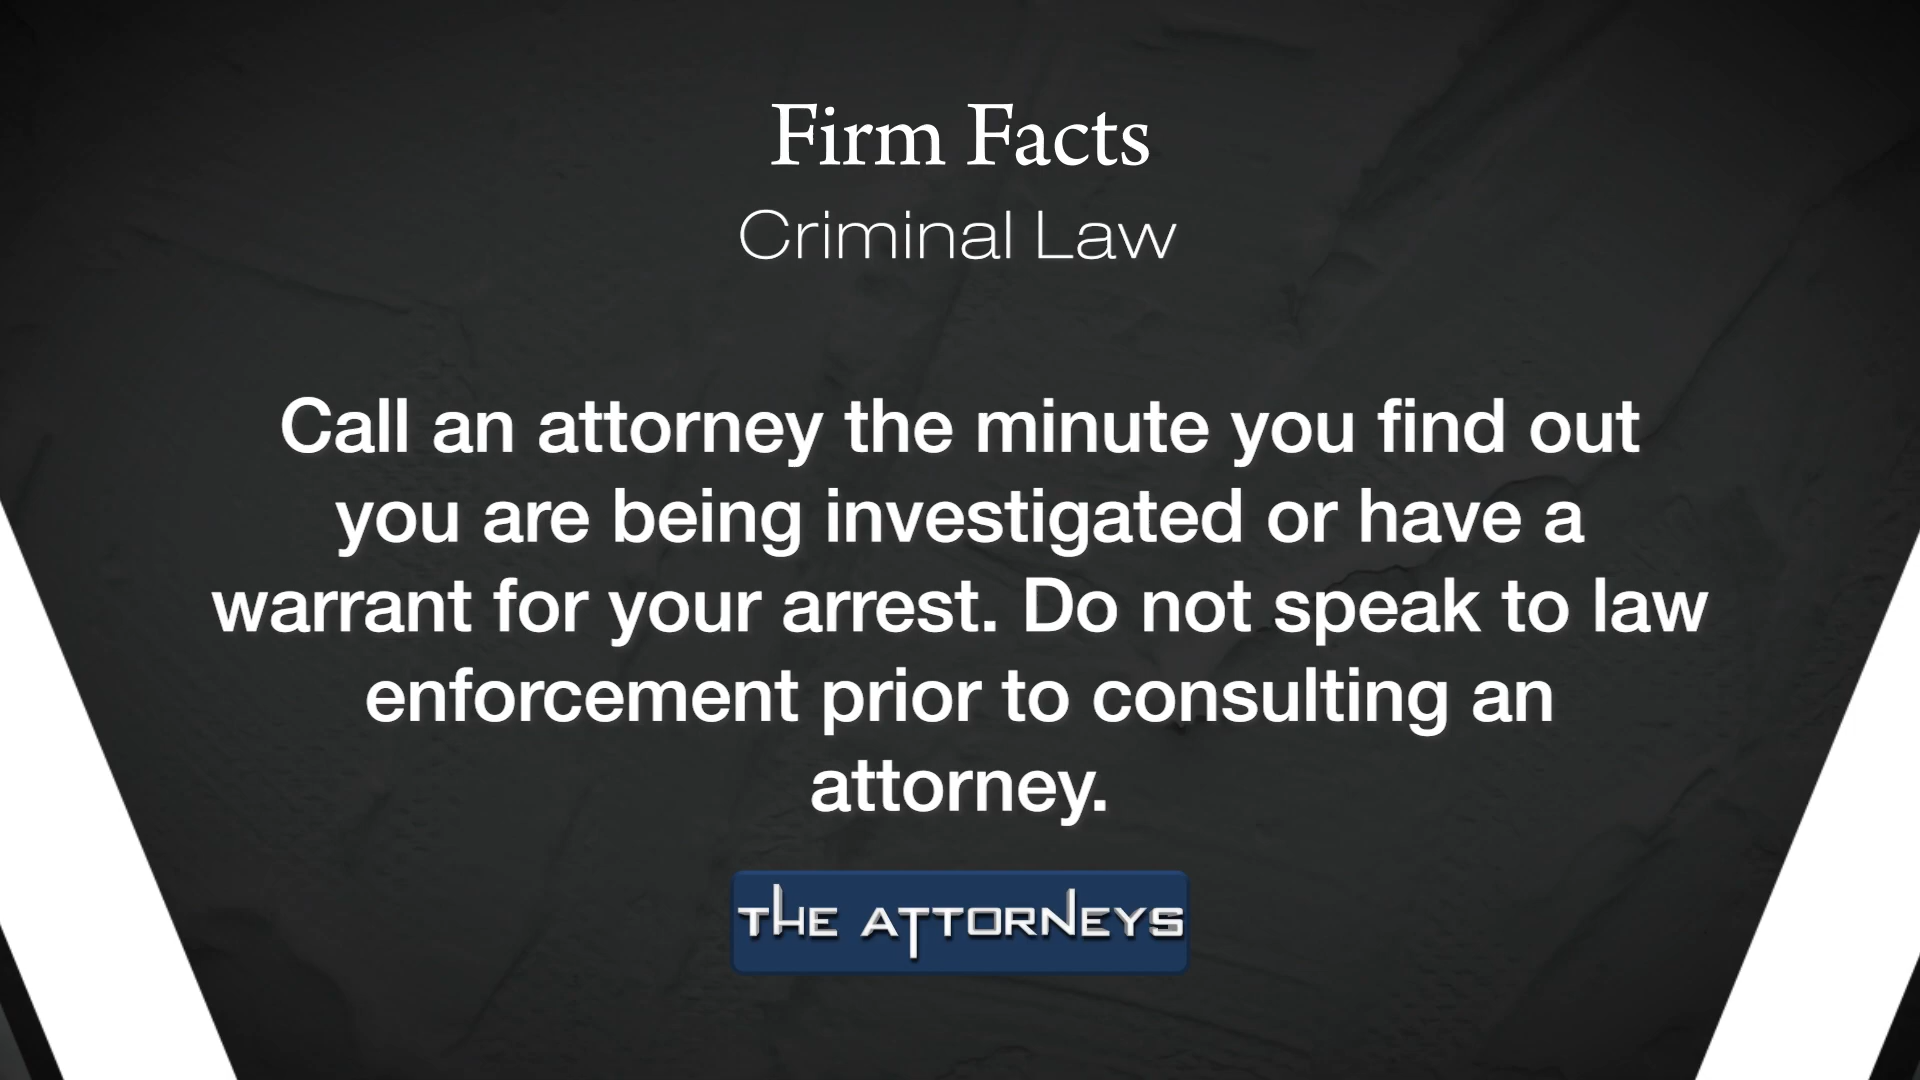 Firm Facts
Criminal Law
Call an attorney the minute you find out
you are being investigated or have a
warrant for your arrest. Do not speak to law
enforcement prior to consulting an
attorney.
THE ATTORNEYS